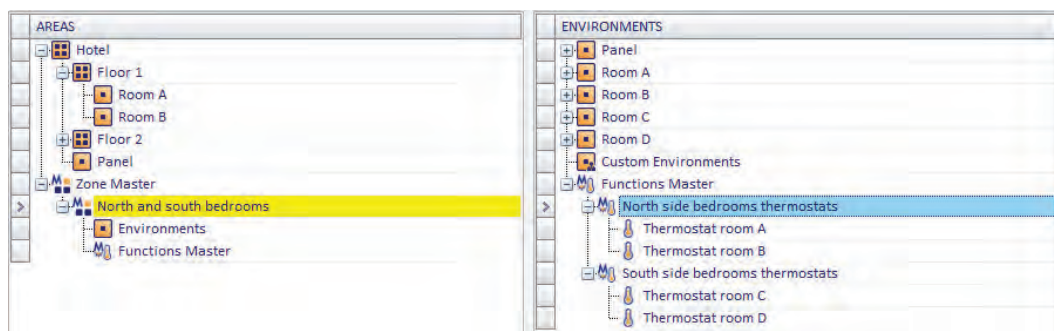 AREAS
Hotel
Floor 1
Room A
Room B
Floor 2
Panel
Zone Master
North and south bedrooms
Environments
Functions Master
ENVIRONMENTS
Panel
Room A
Room B
Room C
Room D
Custom Environments
Functions Master
North side bedrooms thermostats
Thermostat room A
Thermostat room B
South side bedrooms thermostats
Thermostat room C
Thermostat room D